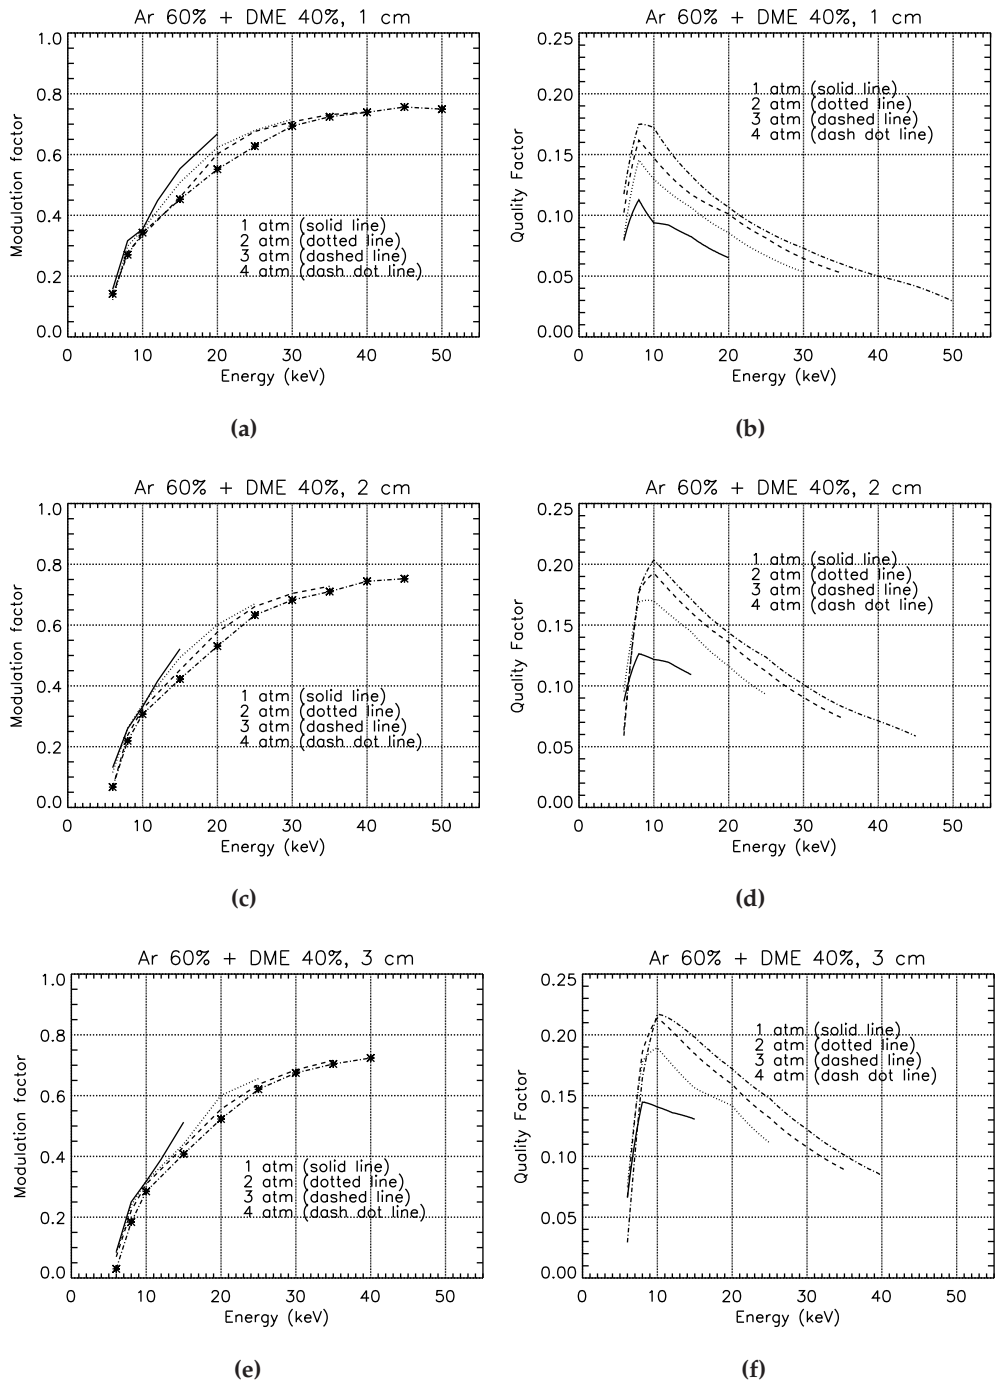 Ar 60% + DME 40%, 1 cm
Modulation factor
1.0
0.8
0.6
0.4
0.2
0.0
1 atm (solid line)
2 atm (dotted line)
3 atm (dashed line)
4 atm (dash dot line)
0 10 20 30 40 50
Energy (keV)
(a)
Ar 60% + DME 40%, 1 cm
Quality Factor
0.25
0.20
0.15
0.10
0.05
0.00
1 atm (solid line)
2 atm (dotted line)
3 atm (dashed line)
4 atm (dash dot line)
0 10 20 30 40 50
Energy (keV)
(b)
Ar 60% + DME 40%, 2 cm
Modulation factor
1.0
0.8
0.6
0.4
0.2
0.0
1 atm (solid line)
2 atm (dotted line)
3 atm (dashed line)
4 atm (dash dot line)
0 10 20 30 40 50
Energy (keV)
(c)
Ar 60% + DME 40%, 2 cm
Quality Factor
0.25
0.20
0.15
0.10
0.05
0.00
1 atm (solid line)
2 atm (dotted line)
3 atm (dashed line)
4 atm (dash dot line)
0 10 20 30 40 50
Energy (keV)
(d)
Ar 60% + DME 40%, 3 cm
Modulation factor
1.0
0.8
0.6
0.4
0.2
0.0
1 atm (solid line)
2 atm (dotted line)
3 atm (dashed line)
4 atm (dash dot line)
0 10 20 30 40 50
Energy (keV)
(e)
Ar 60% + DME 40%, 3 cm
Quality Factor
0.25
0.20
0.15
0.10
0.05
0.00
1 atm (solid line)
2 atm (dotted line)
3 atm (dashed line)
4 atm (dash dot line)
0 10 20 30 40 50
Energy (keV)
(f)